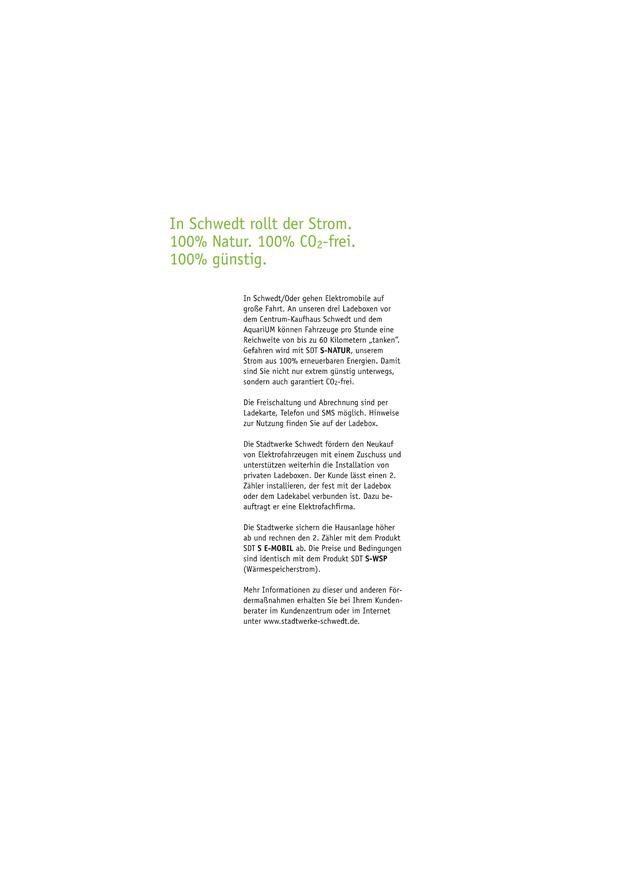 In Schwedt rollt der Strom.
100% Natur. 100% CO₂-frei.
100% günstig.
In Schwedt/Oder gehen Elektromobile auf
große Fahrt. An unseren drei Ladeboxen vor
dem Centrum-Kaufhaus Schwedt und dem
AquariUM können Fahrzeuge pro Stunde eine
Reichweite von bis zu 60 Kilometern „tanken“.
Gefahren wird mit SDT S-NATUR, unserem
Strom aus 100% erneuerbaren Energien. Damit
sind Sie nicht nur extrem günstig unterwegs,
sondern auch garantiert CO₂-frei.
Die Freischaltung und Abrechnung sind per
Ladekarte, Telefon und SMS möglich. Hinweise
zur Nutzung finden Sie auf der Ladebox.
Die Stadtwerke Schwedt fördern den Neukauf
von Elektrofahrzeugen mit einem Zuschuss und
unterstützen weiterhin die Installation von
privaten Ladeboxen. Der Kunde lässt einen 2.
Zähler installieren, der fest mit der Ladebox
oder dem Ladekabel verbunden ist. Dazu be-
auftragt er eine Elektrofachfirma.
Die Stadtwerke sichern die Hausanlage höher
ab und rechnen den 2. Zähler mit dem Produkt
SDT S E-MOBIL ab. Die Preise und Bedingungen
sind identisch mit dem Produkt SDT S-WSP
(Wärmespeicherstrom).
Mehr Informationen zu dieser und anderen För-
dermaßnahmen erhalten Sie bei Ihrem Kunden-
berater im Kundenzentrum oder im Internet
unter www.stadtwerke-schwedt.de.